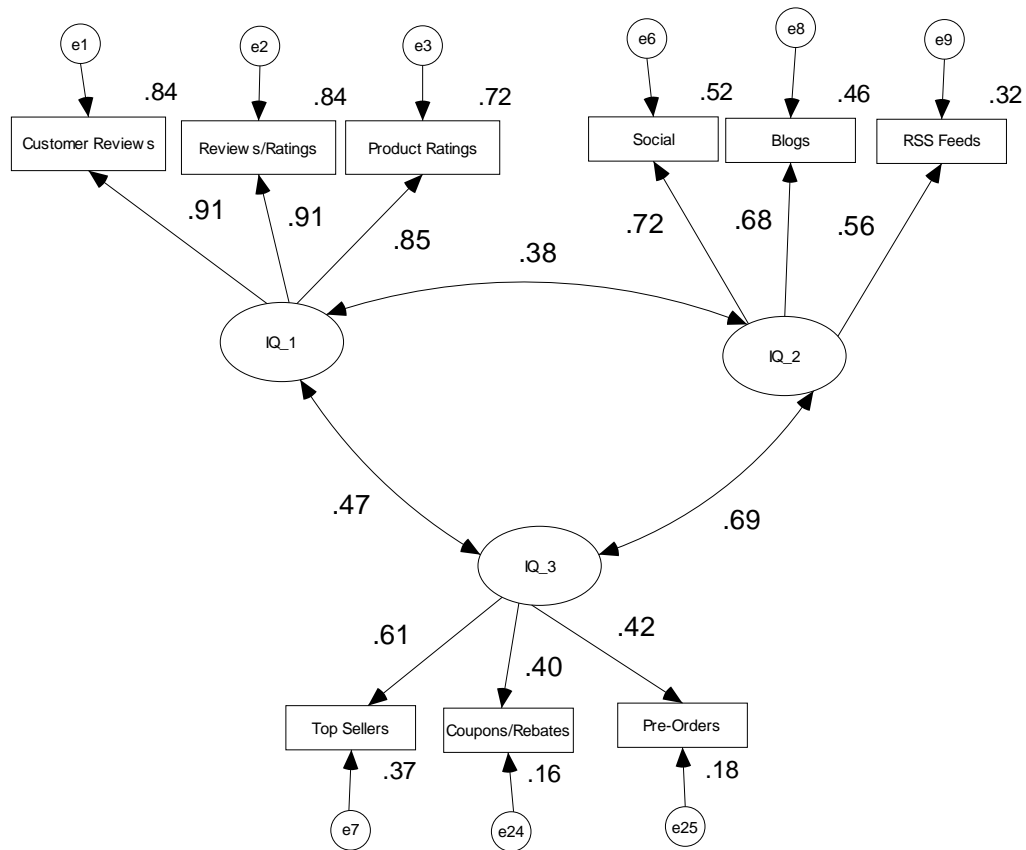 e1
e2
e3
e6
e8
e9
.84
.84
.72
.52
.46
.32
Customer Reviews
Reviews/Ratings
Product Ratings
Social
Blogs
RSS Feeds
.91
.91
.85
.72
.68
.56
.38
IQ_1
IQ_2
.47
.69
IQ_3
.61
.40
.42
Top Sellers
Coupons/Rebates
Pre-Orders
.37
.16
.18
e7
e24
e25